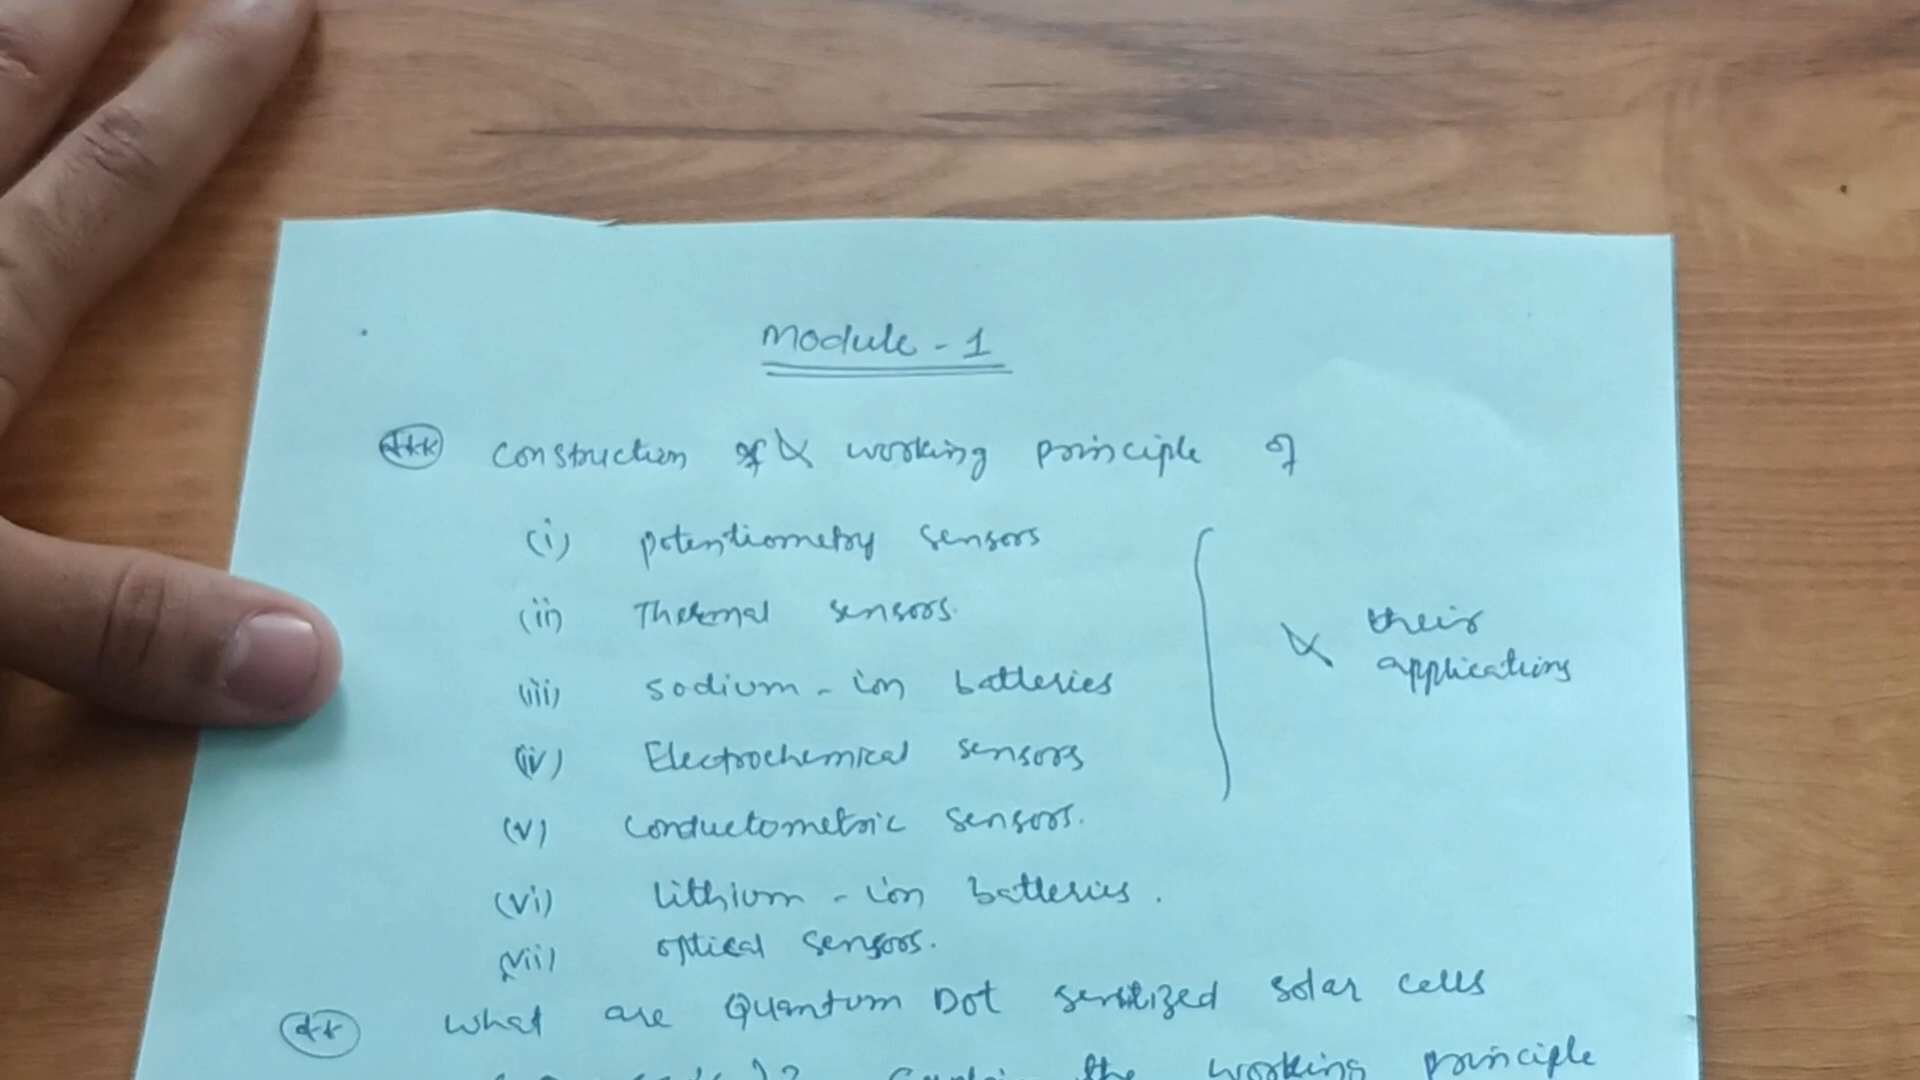 Module - 1
*** Construction & working principle of
(i) potentiometry sensors
(ii) Thermal sensors.
& their
applications
(iii) sodium - ion batteries
(iv) Electrochemical sensors
(v) conductometric sensors.
(vi) Lithium - ion batteries.
(vii) optical sensors.
** What are Quantum Dot sensitized solar cells
the working principle